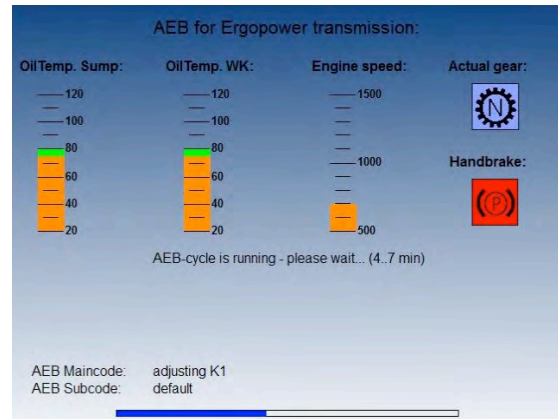 AEB for Ergopower transmission:
OilTemp. Sump: OilTemp. WK: Engine speed: Actual gear:
120 120 1500
100 100
N
80 80
Handbrake:
60 60 1000
40 40
(P)
20 20 500
AEB-cycle is running - please wait... (4..7 min)
AEB Maincode: adjusting K1
AEB Subcode: default